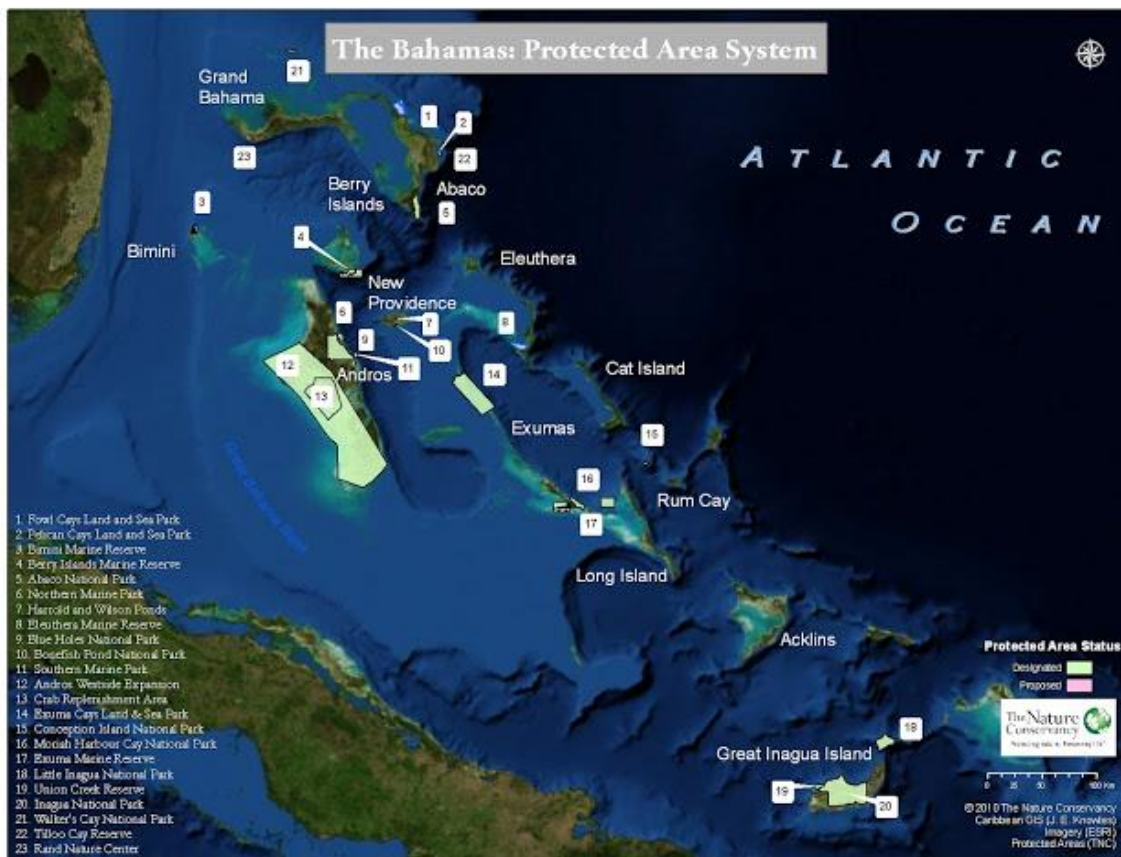 The Bahamas: Protected Area System
21
Grand
Bahama
1
2
23
22
Berry
Islands
Abaco
5
3
ATLANTIC
OCEAN
4
Bimini
Eleuthera
New
Providence
6
7
8
9
10
11
12
Andros
13
14
Cat Island
Exumas
15
16
Rum Cay
17
Long Island
Acklins
1. Fowl Cays Land and Sea Park
2. Pelican Cays Land and Sea Park
3. Bimini Marine Reserve
4. Berry Islands Marine Reserve
5. Abaco National Park
6. Northern Marine Park
7. Harrold and Wilson Ponds
8. Eleuthera Marine Reserve
9. Blue Holes National Park
10. Bonefish Pond National Park
11. Southern Marine Park
12. Andros Westside Expansion
13. Crab Replenishment Area
14. Exuma Cays Land & Sea Park
15. Conception Island National Park
16. Moriah Harbour Cay National Park
17. Exuma Marine Reserve
18. Little Inagua National Park
19. Union Creek Reserve
20. Inagua National Park
21. Walker's Cay National Park
22. Tilloo Cay Reserve
23. Rand Nature Center
Protected Area Status
Designated
Proposed
The Nature
Conservancy
18
Great Inagua Island
19
20
0 25 50 100 Km
©2010 The Nature Conservancy
Caribbean GIS (J. E. Knowles)
Imagery (ESRI)
Protected Areas (TNC)